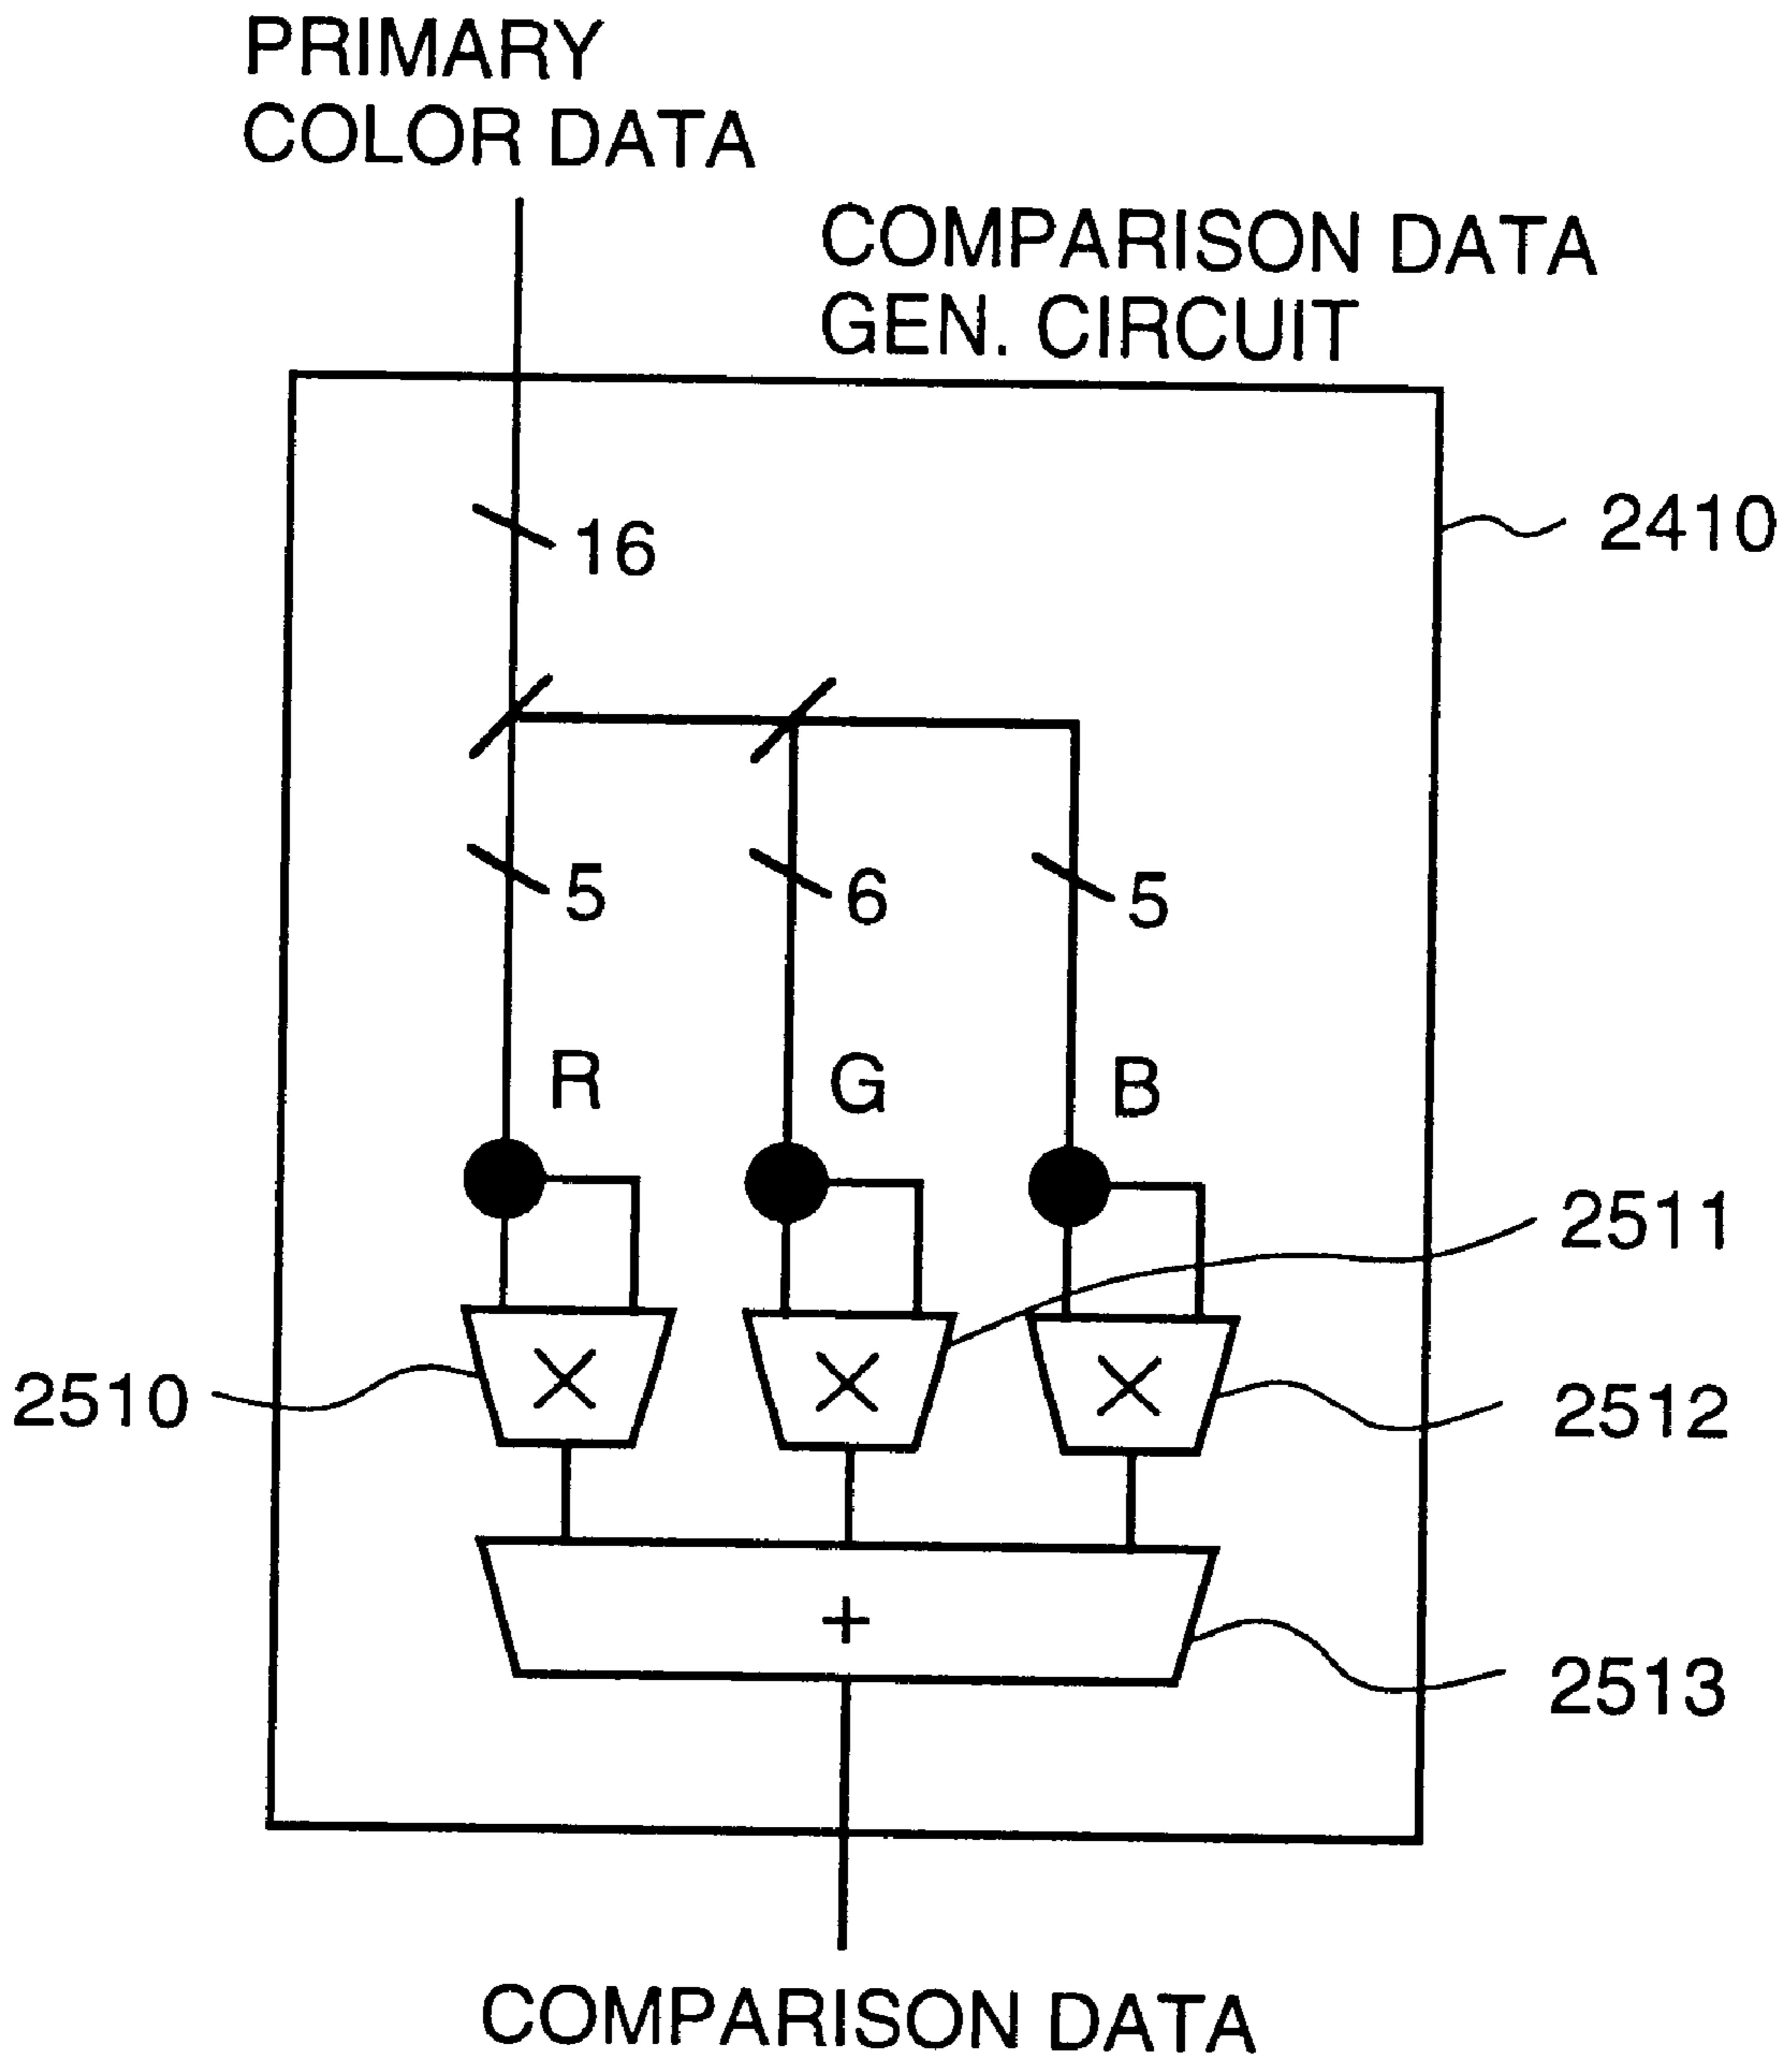 PRIMARY
COLOR DATA
COMPARISON DATA
GEN. CIRCUIT
16
2410
5
6
5
R
G
B
2511
2510
2512
+
2513
COMPARISON DATA